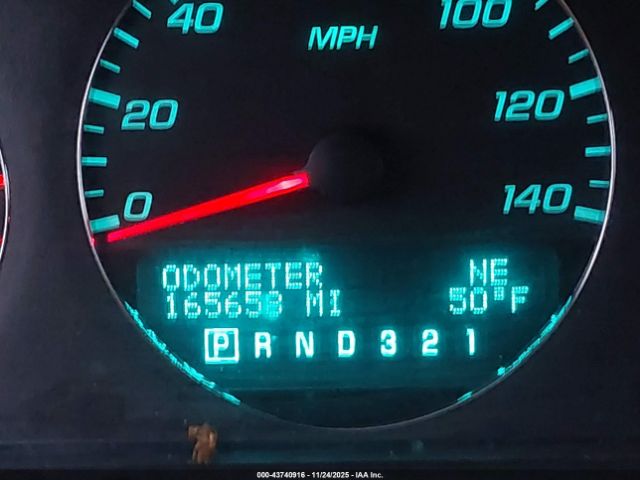 40 100
MPH
20 120
0 140
ODOMETER NE
MI 50°F
P R N D 3 2 1
000-43740916 - 11/24/2025 - IAA Inc.